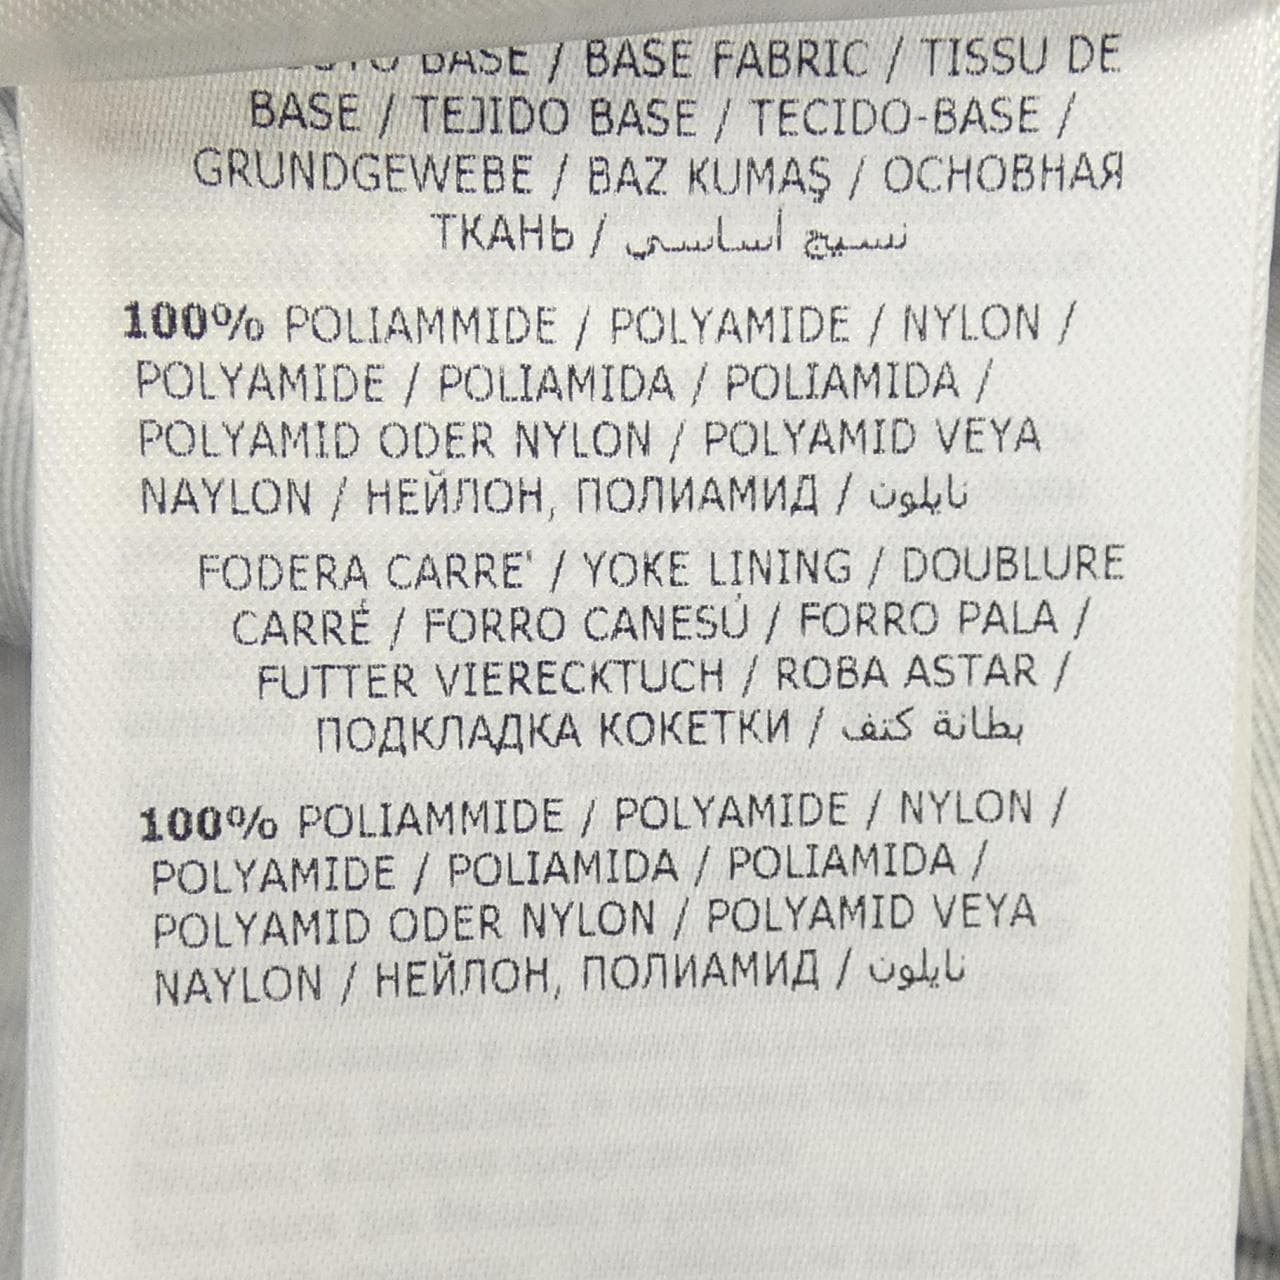 BASE / BASE FABRIC / TISSU DE
BASE / TEJIDO BASE / TECIDO-BASE /
GRUNDGEWEBE / BAZ KUMAŞ / ОСНОВНАЯ
ТКАНЬ / نسيج أساسي
100% POLIAMMIDE / POLYAMIDE / NYLON /
POLYAMIDE / POLIAMIDA / POLIAMIDA /
POLYAMID ODER NYLON / POLYAMID VEYA
NAYLON / НЕЙЛОН, ПОЛИАМИД / نايلون
FODERA CARRE' / YOKE LINING / DOUBLURE
CARRÉ / FORRO CANESÚ / FORRO PALA /
FUTTER VIERECKTUCH / ROBA ASTAR /
ПОДКЛАДКА КОКЕТКИ / بطانة كتف
100% POLIAMMIDE / POLYAMIDE / NYLON /
POLYAMIDE / POLIAMIDA / POLIAMIDA /
POLYAMID ODER NYLON / POLYAMID VEYA
NAYLON / НЕЙЛОН, ПОЛИАМИД / نايلون